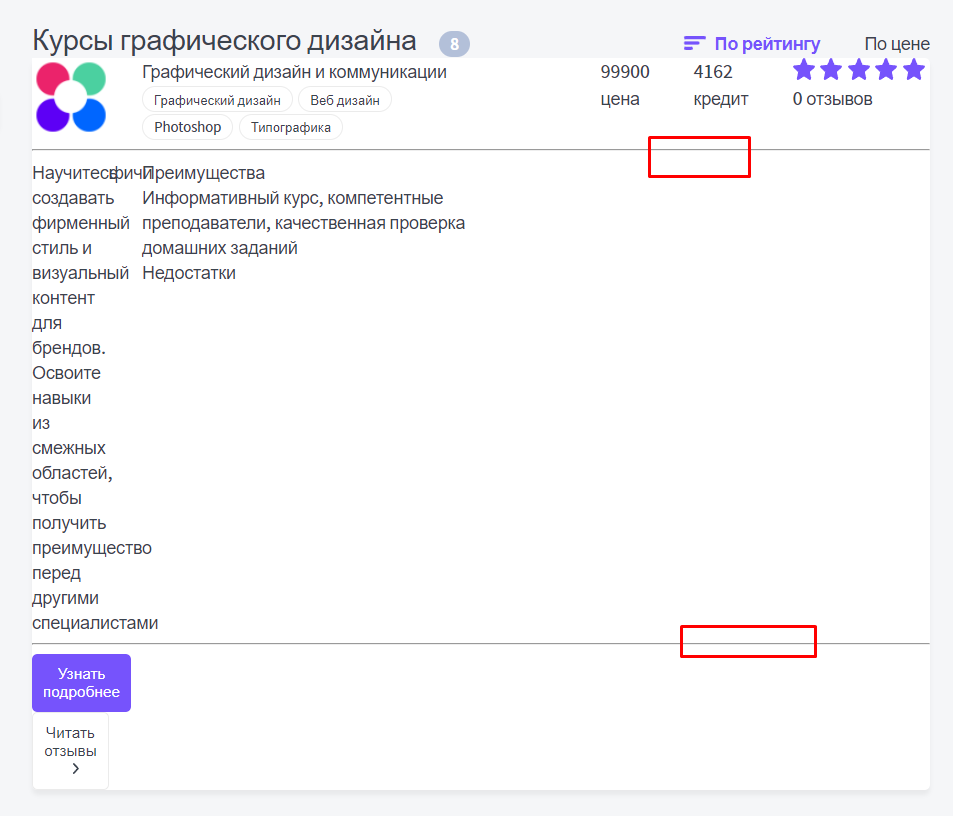 Курсы графического дизайна 8 По рейтингу По цене
Графический дизайн и коммуникации 99900 4162
Графический дизайн Веб дизайн цена кредит 0 отзывов
Photoshop Типографика
Научитесь Преимущества
создавать Информативный курс, компетентные
фирменный преподаватели, качественная проверка
стиль и домашних заданий
визуальный Недостатки
контент
для
брендов.
Освоите
навыки
из
смежных
областей,
чтобы
получить
преимущество
перед
другими
специалистами
Узнать
подробнее
Читать
отзывы